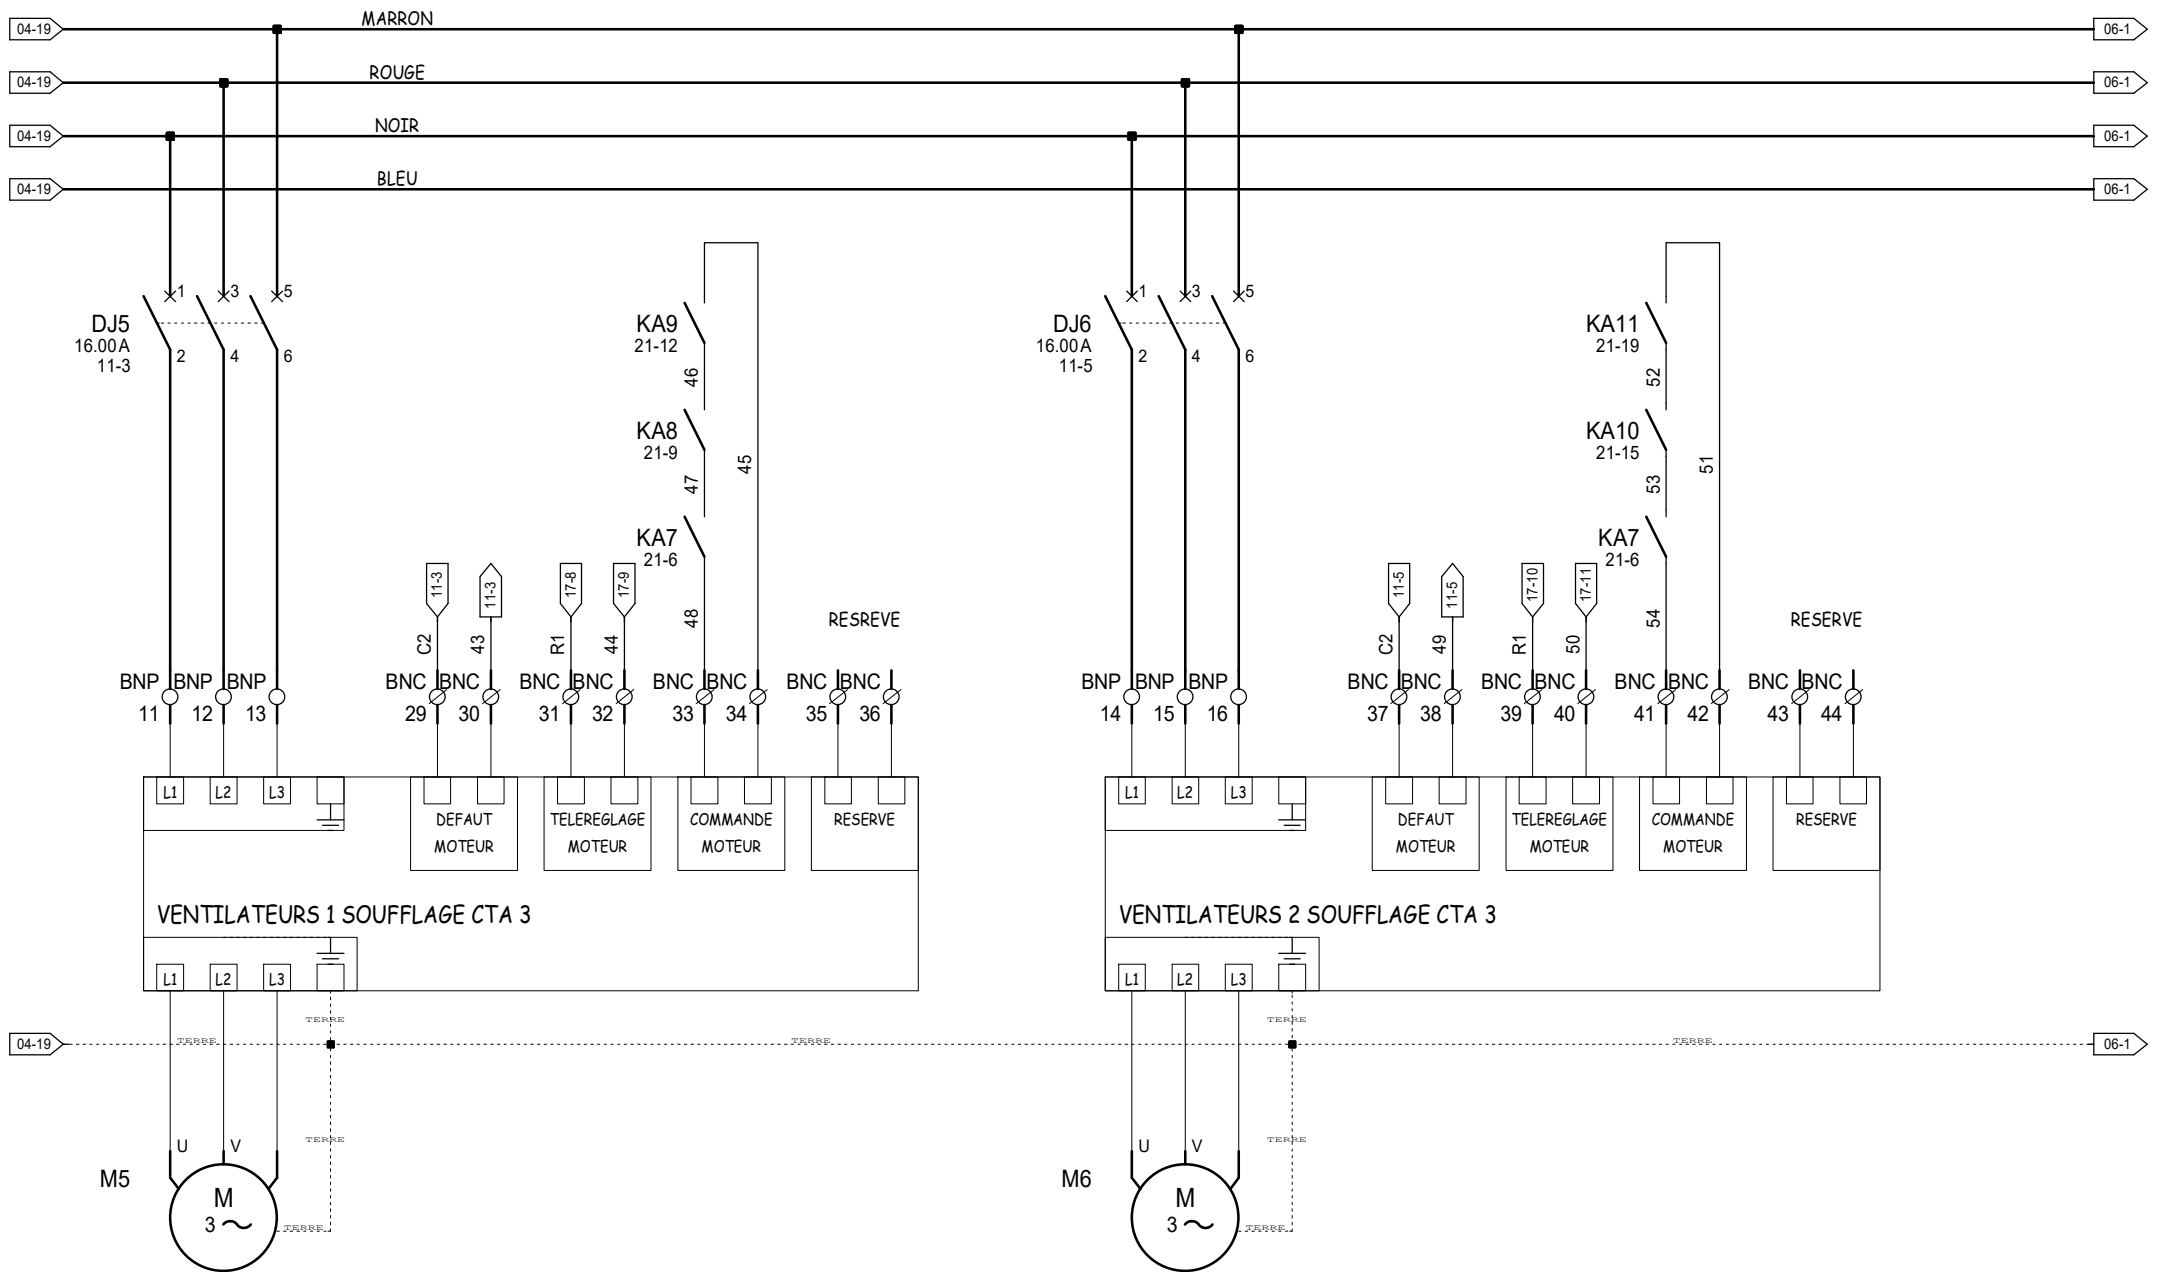 MARRON
04-19
06-1
ROUGE
04-19
06-1
NOIR
04-19
06-1
BLEU
04-19
06-1
1
3
5
DJ5
16.00A
11-3
2
4
6
KA9
21-12
46
KA8
21-9
47
45
KA7
21-6
48
11-3
11-3
17-8
17-9
C2
43
R1
44
RESREVE
BNP
BNP
BNP
BNC
BNC
BNC
BNC
BNC
BNC
BNC
BNC
11
12
13
29
30
31
32
33
34
35
36
L1
L2
L3
DEFAUT
MOTEUR
TELEREGLAGE
MOTEUR
COMMANDE
MOTEUR
RESERVE
VENTILATEURS 1 SOUFFLAGE CTA 3
L1
L2
L3
1
3
5
DJ6
16.00A
11-5
2
4
6
KA11
21-19
52
KA10
21-15
53
51
KA7
21-6
54
11-5
11-5
17-10
17-11
C2
49
R1
50
RESERVE
BNP
BNP
BNP
BNC
BNC
BNC
BNC
BNC
BNC
BNC
BNC
14
15
16
37
38
39
40
41
42
43
44
L1
L2
L3
DEFAUT
MOTEUR
TELEREGLAGE
MOTEUR
COMMANDE
MOTEUR
RESERVE
VENTILATEURS 2 SOUFFLAGE CTA 3
L1
L2
L3
TERRE
TERRE
04-19
TERRE
TERRE
TERRE
06-1
TERRE
TERRE
U
V
M5
M
3
TERRE
U
V
M6
M
3
TERRE